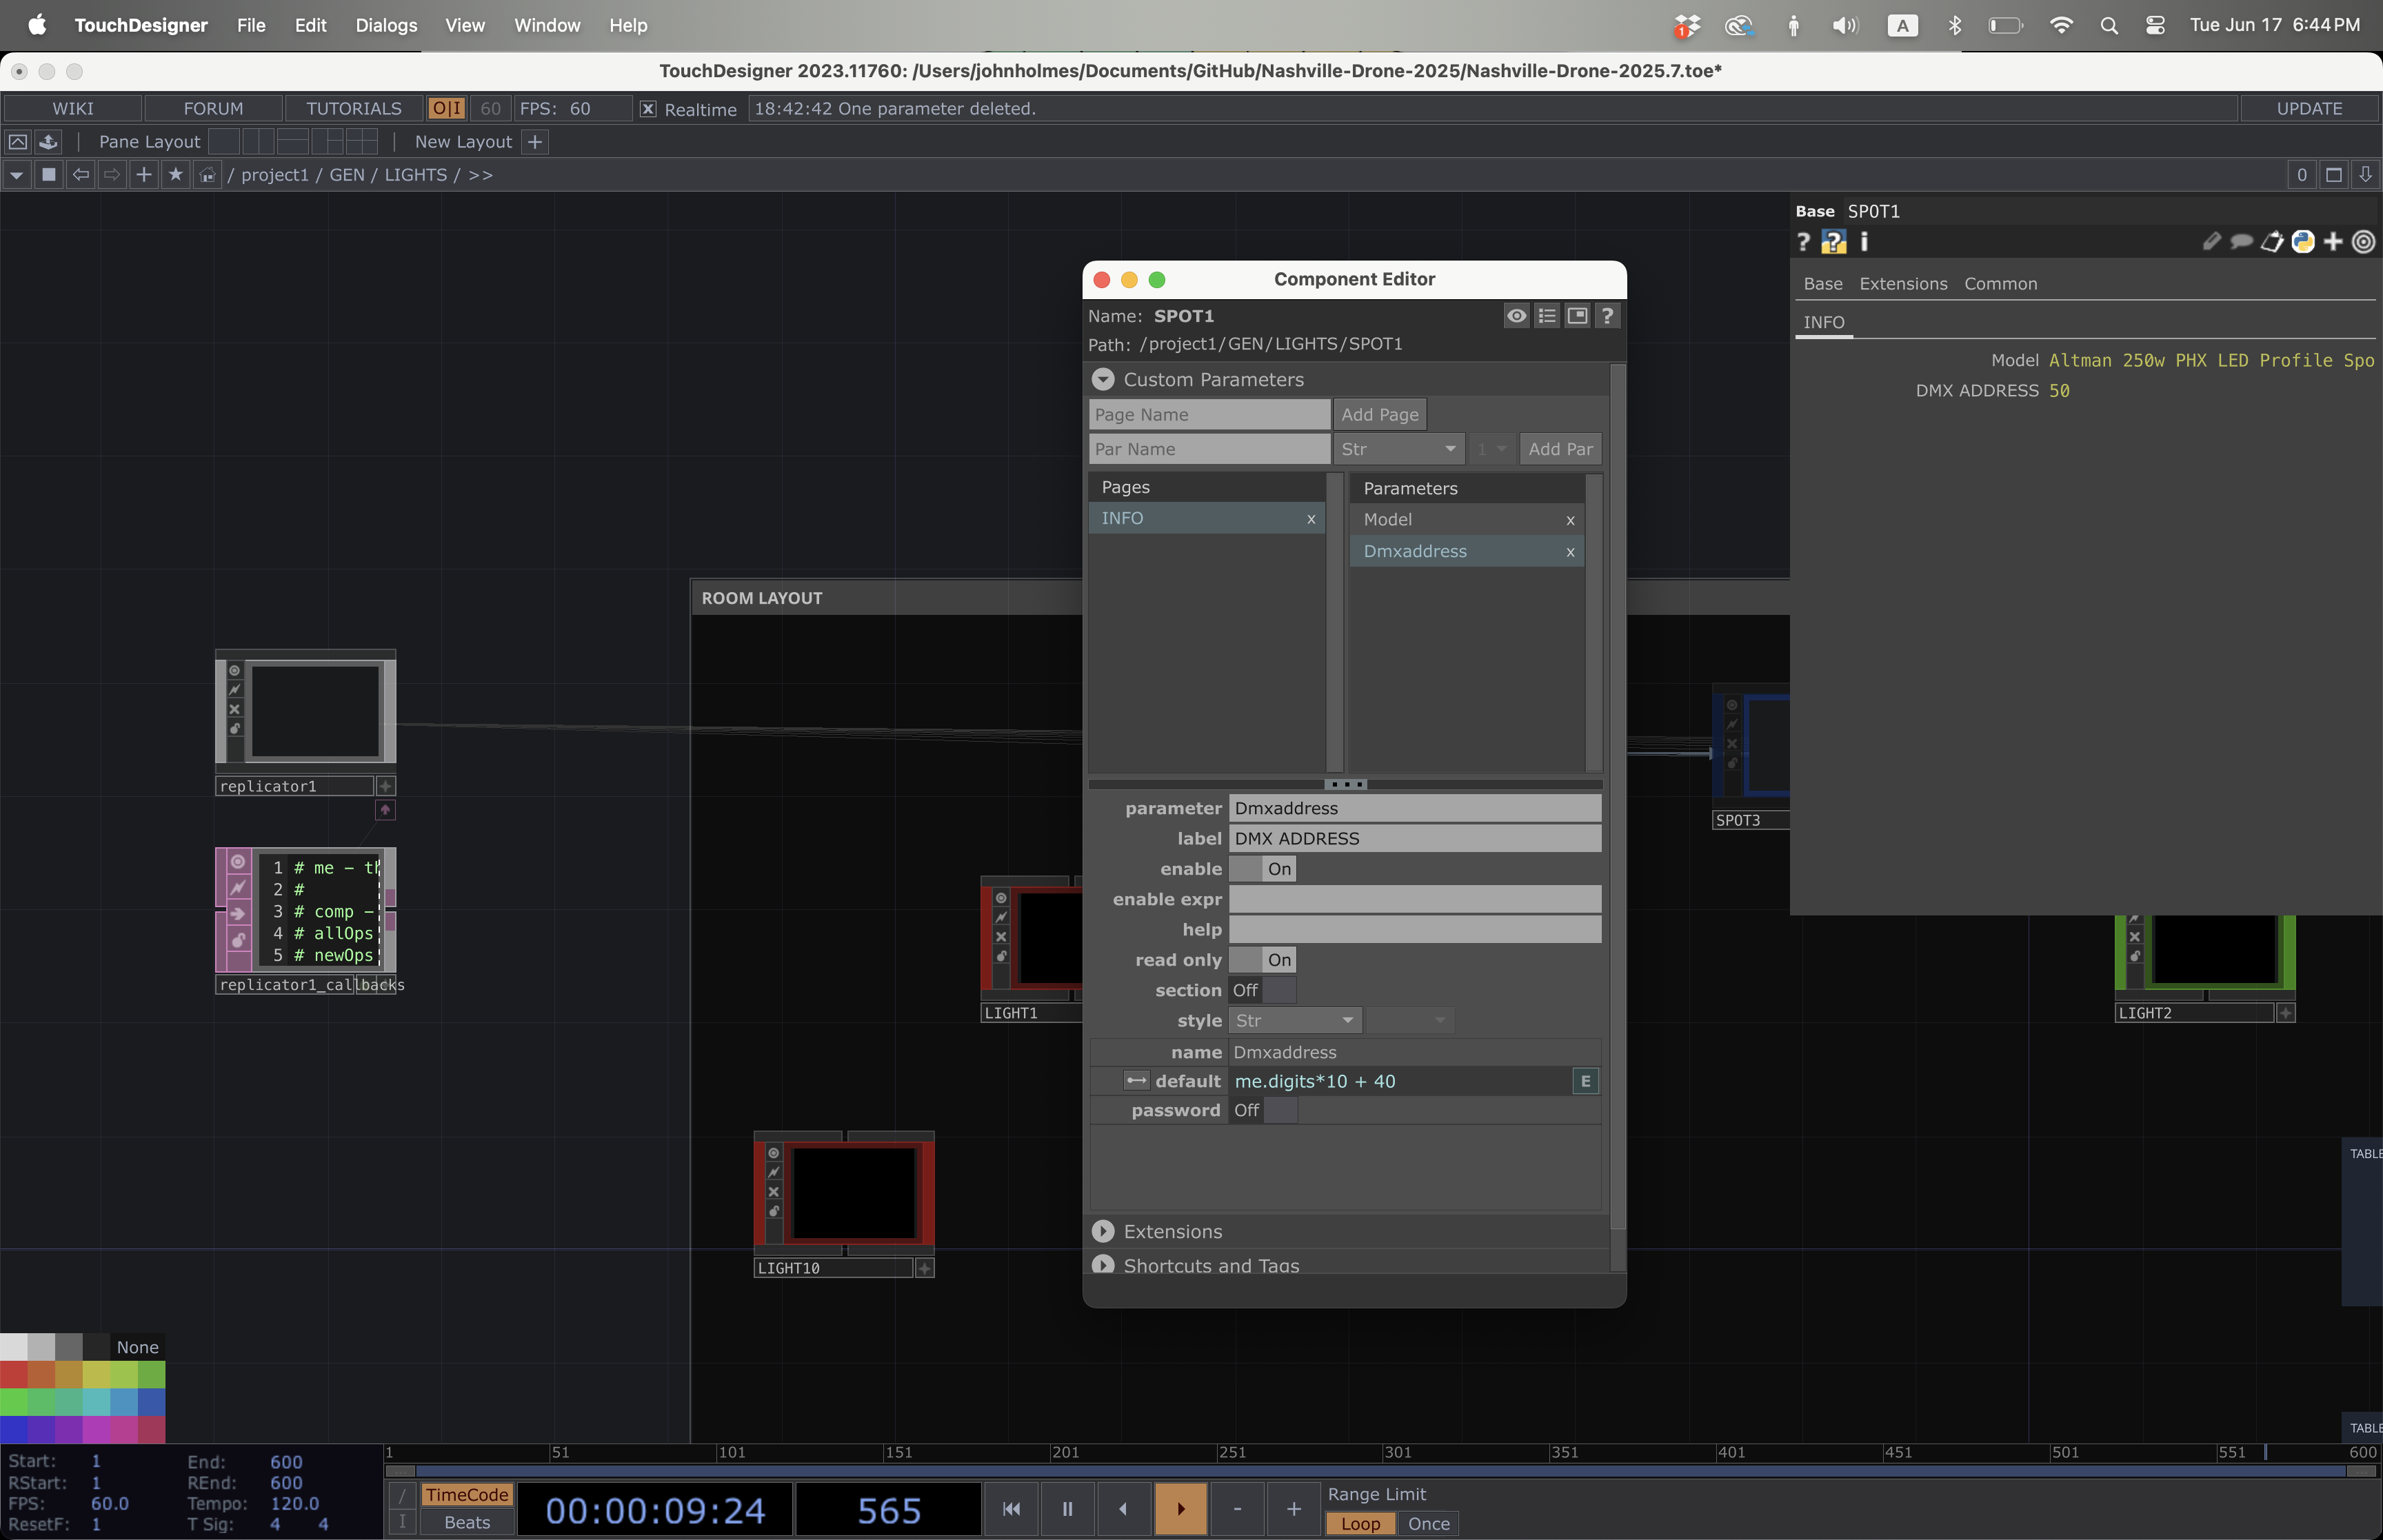 TouchDesigner File Edit Dialogs View Window Help
1 A Tue Jun 17 6:44 PM
TouchDesigner 2023.11760: /Users/johnholmes/Documents/GitHub/Nashville-Drone-2025/Nashville-Drone-2025.7.toe*
WIKI FORUM TUTORIALS O|I 60 FPS: 60 X Realtime 18:42:42 One parameter deleted. UPDATE
Pane Layout New Layout +
/ project1 / GEN / LIGHTS / >> 0
Base SPOT1
? ? i
Base Extensions Common
INFO
Model Altman 250w PHX LED Profile Spo
DMX ADDRESS 50
Component Editor
Name: SPOT1 ?
Path: /project1/GEN/LIGHTS/SPOT1
Custom Parameters
Page Name Add Page
Par Name Str 1 Add Par
Pages
INFO x
Parameters
Model x
Dmxaddress x
parameter Dmxaddress
label DMX ADDRESS
enable On
enable expr
help
read only On
section Off
style Str
name Dmxaddress
default me.digits*10 + 40 E
password Off
Extensions
Shortcuts and Tags
ROOM LAYOUT
replicator1
1 # me - th
2 #
3 # comp -
4 # allOps
5 # newOps
replicator1_callbacks
LIGHT1
SPOT3
LIGHT2
LIGHT10
TABLE
TABLE
None
1 51 101 151 201 251 301 351 401 451 501 551 600
Start: 1 End: 600
RStart: 1 REnd: 600
FPS: 60.0 Tempo: 120.0
ResetF: 1 T Sig: 4 4
/ TimeCode
I Beats
00:00:09:24 565
- +
Range Limit
Loop Once